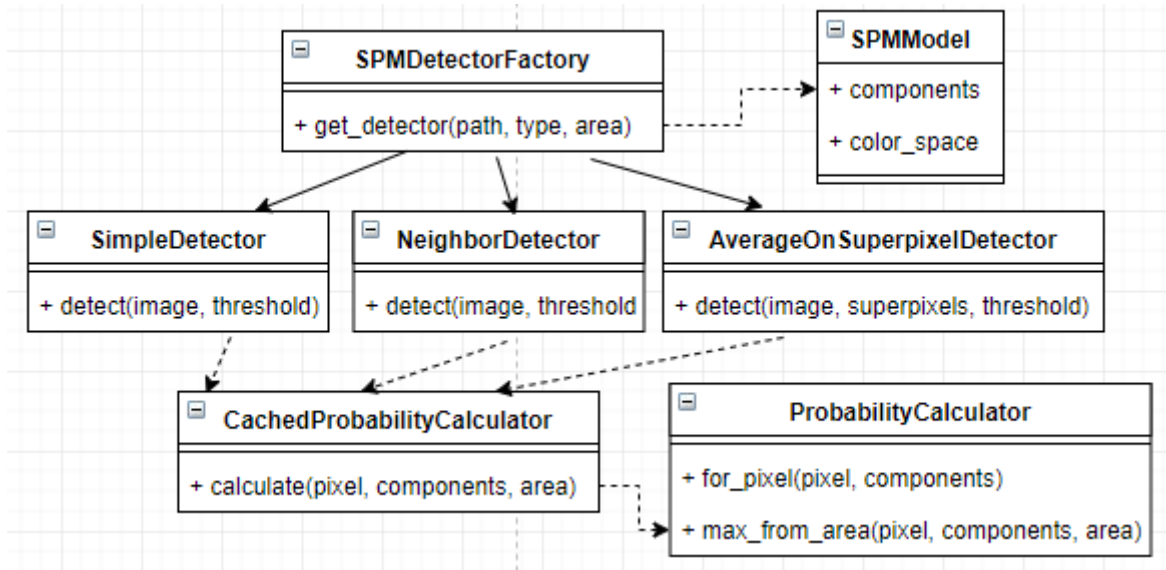 SPMDetectorFactory
+ get_detector(path, type, area)
SPMModel
+ components
+ color_space
SimpleDetector
+ detect(image, threshold)
NeighborDetector
+ detect(image, threshold
AverageOnSuperpixelDetector
+ detect(image, superpixels, threshold)
CachedProbabilityCalculator
+ calculate(pixel, components, area)
ProbabilityCalculator
+ for_pixel(pixel, components)
+ max_from_area(pixel, components, area)